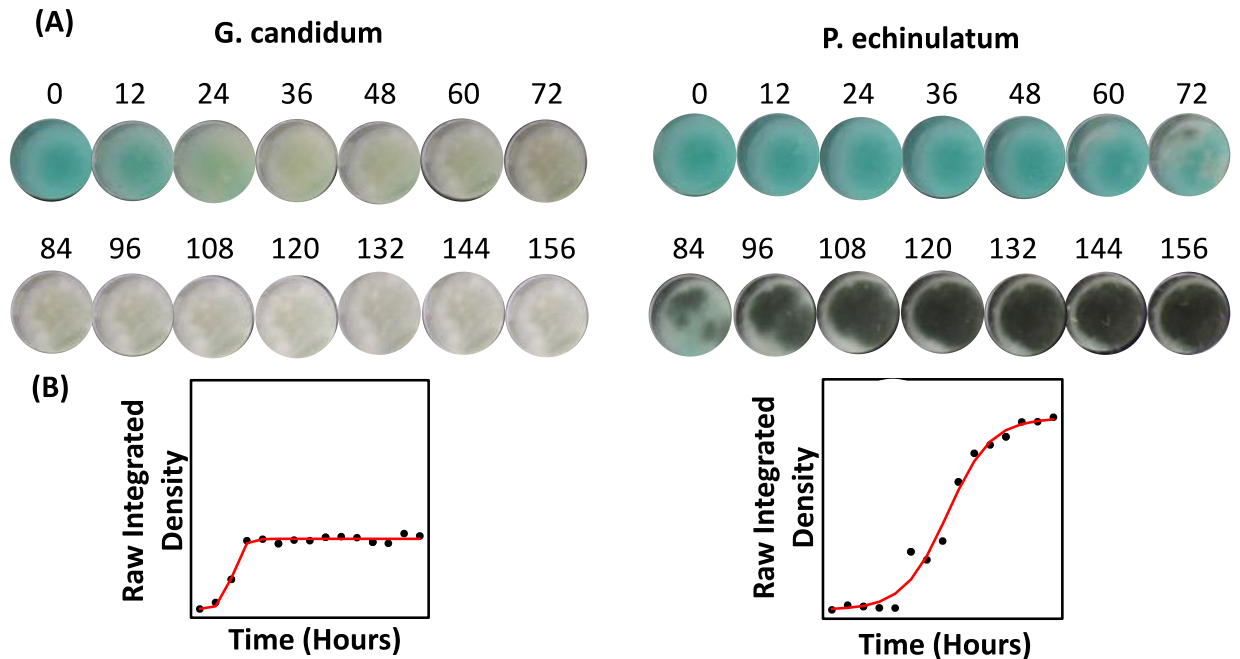 (A)
G. candidum
P. echinulatum
0 12 24 36 48 60 72
0 12 24 36 48 60 72
84 96 108 120 132 144 156
84 96 108 120 132 144 156
(B)
Raw Integrated
Density
Time (Hours)
Raw Integrated
Density
Time (Hours)